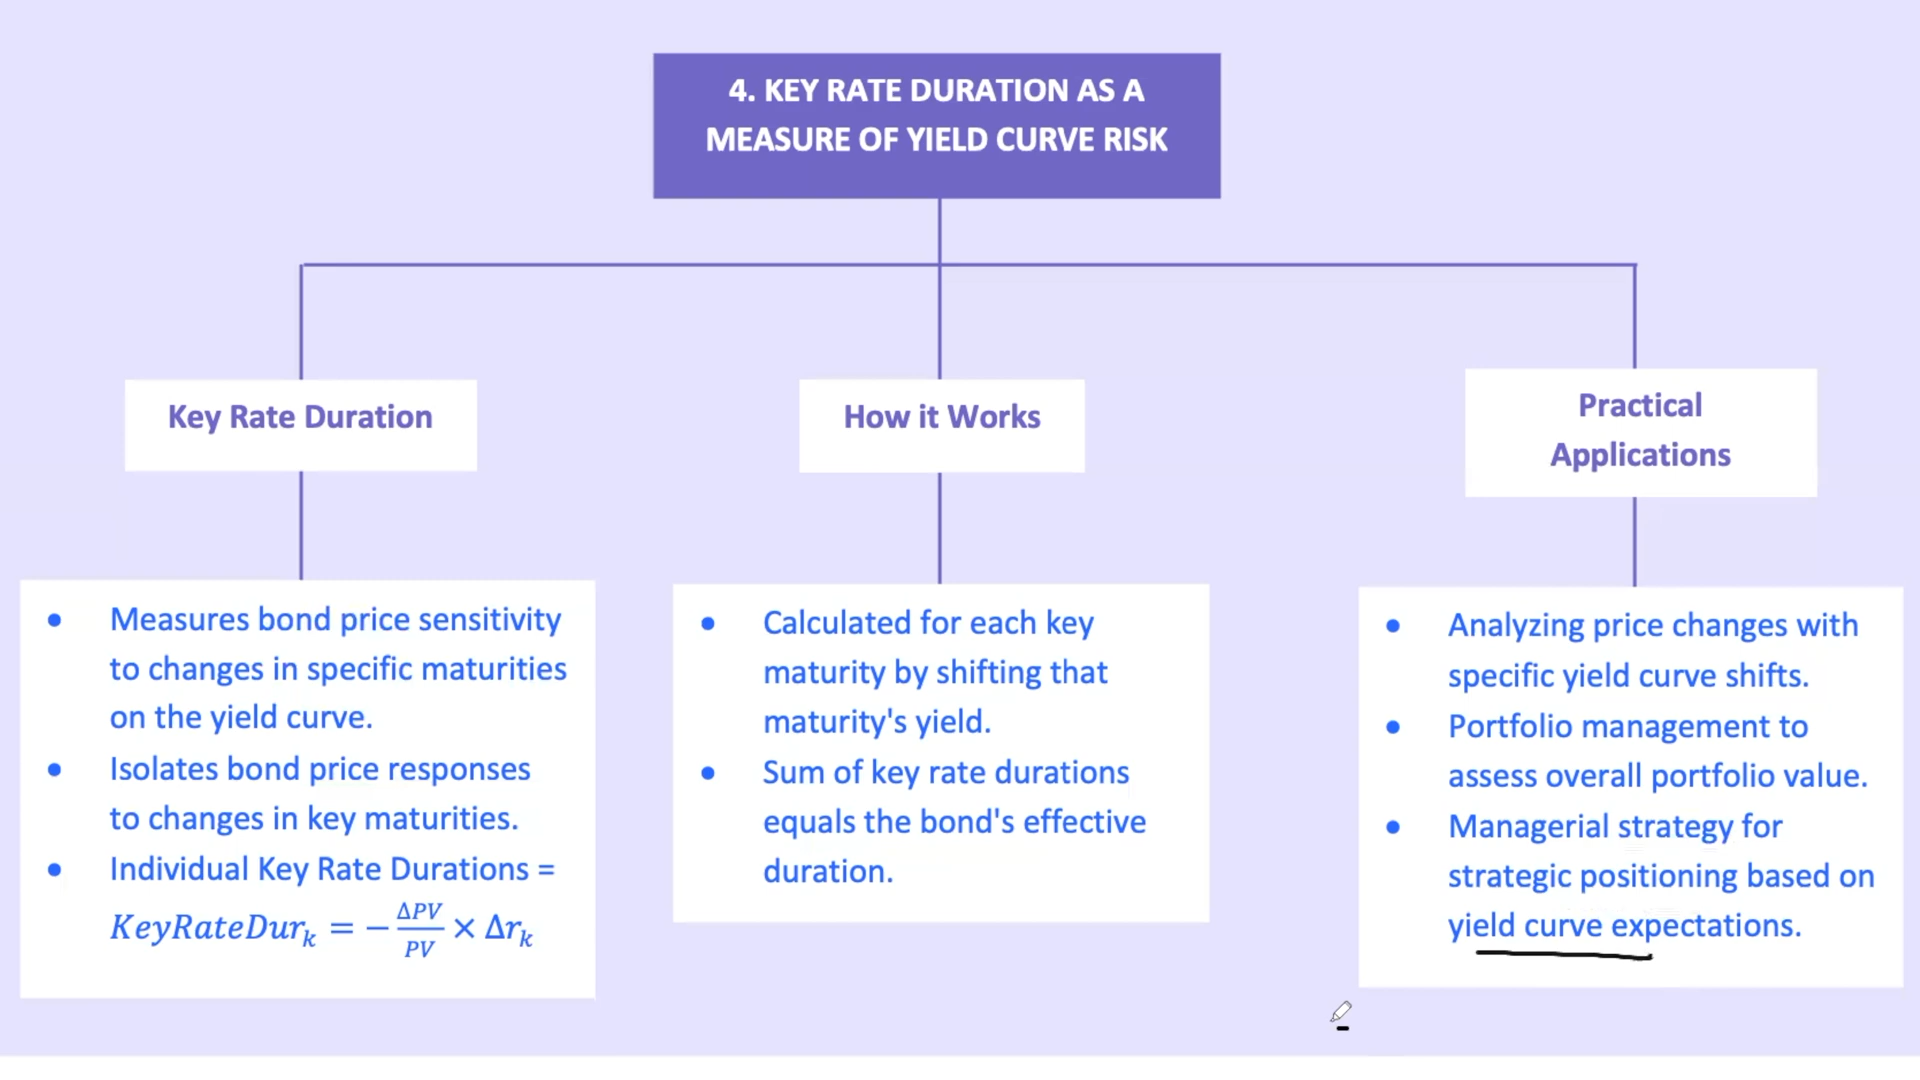 4. KEY RATE DURATION AS A
MEASURE OF YIELD CURVE RISK
Key Rate Duration
How it Works
Practical
Applications
● Measures bond price sensitivity
to changes in specific maturities
on the yield curve.
● Isolates bond price responses
to changes in key maturities.
● Individual Key Rate Durations =
KeyRateDurₖ = − ΔPV/PV × Δrₖ
● Calculated for each key
maturity by shifting that
maturity's yield.
● Sum of key rate durations
equals the bond's effective
duration.
● Analyzing price changes with
specific yield curve shifts.
● Portfolio management to
assess overall portfolio value.
● Managerial strategy for
strategic positioning based on
yield curve expectations.